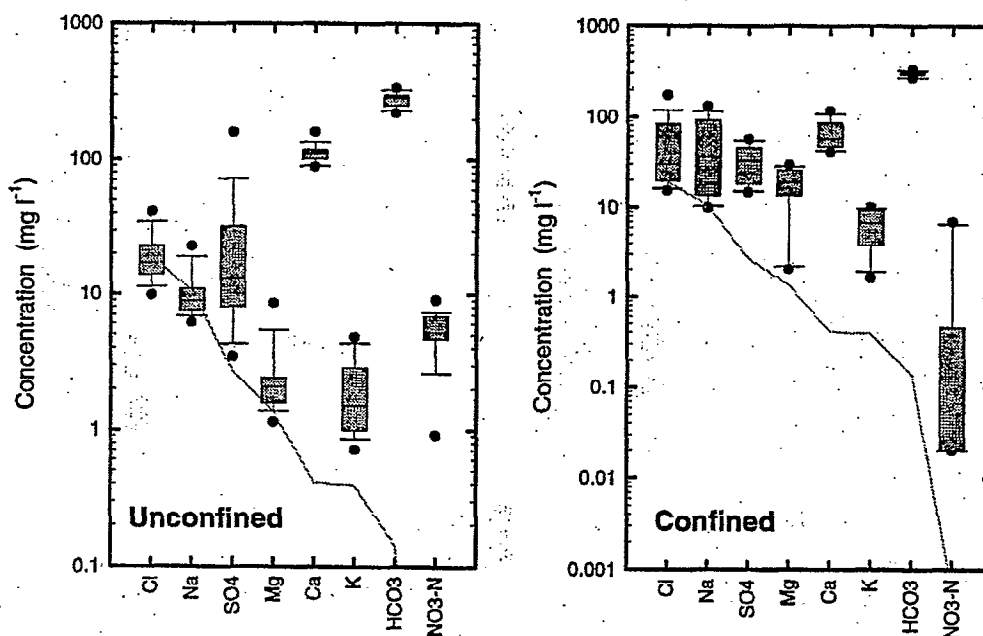 Concentration (mg l⁻¹)
1000
100
10
1
0.1
Unconfined
Cl
Na
SO4
Mg
Ca
K
HCO3
NO3-N
Concentration (mg l⁻¹)
1000
100
10
1
0.1
0.01
0.001
Confined
Cl
Na
SO4
Mg
Ca
K
HCO3
NO3-N